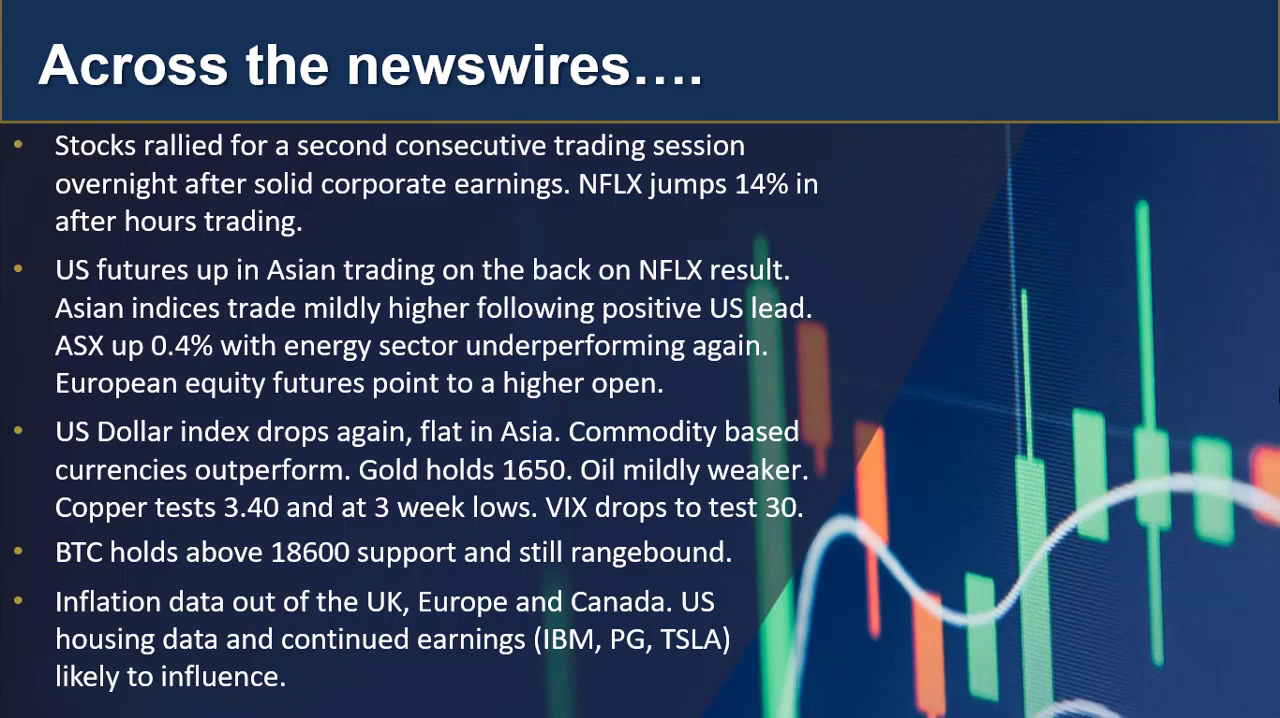 Across the newswires….
• Stocks rallied for a second consecutive trading session
overnight after solid corporate earnings. NFLX jumps 14% in
after hours trading.
• US futures up in Asian trading on the back on NFLX result.
Asian indices trade mildly higher following positive US lead.
ASX up 0.4% with energy sector underperforming again.
European equity futures point to a higher open.
• US Dollar index drops again, flat in Asia. Commodity based
currencies outperform. Gold holds 1650. Oil mildly weaker.
Copper tests 3.40 and at 3 week lows. VIX drops to test 30.
• BTC holds above 18600 support and still rangebound.
• Inflation data out of the UK, Europe and Canada. US
housing data and continued earnings (IBM, PG, TSLA)
likely to influence.